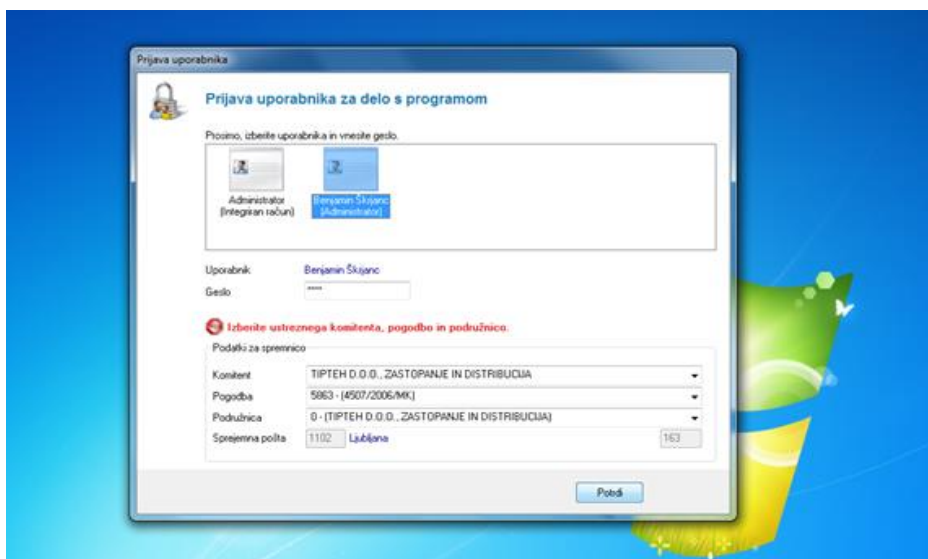 Prijava uporabnika
Prijava uporabnika za delo s programom
Prosimo, izberite uporabnika in vnesite geslo.
Administrator
(Integriran račun)
Benjamin Škrjanc
(Administrator)
Uporabnik Benjamin Škrjanc
Geslo ****
Izberite ustreznega komitenta, pogodbo in podružnico.
Podatki za spremnico
Komitent TIPTEH D.O.O., ZASTOPANJE IN DISTRIBUCIJA
Pogodba 5863 - (4507/2006/MK)
Podružnica 0 - (TIPTEH D.O.O., ZASTOPANJE IN DISTRIBUCIJA)
Sprejemna pošta 1102 Ljubljana 163
Potrdi